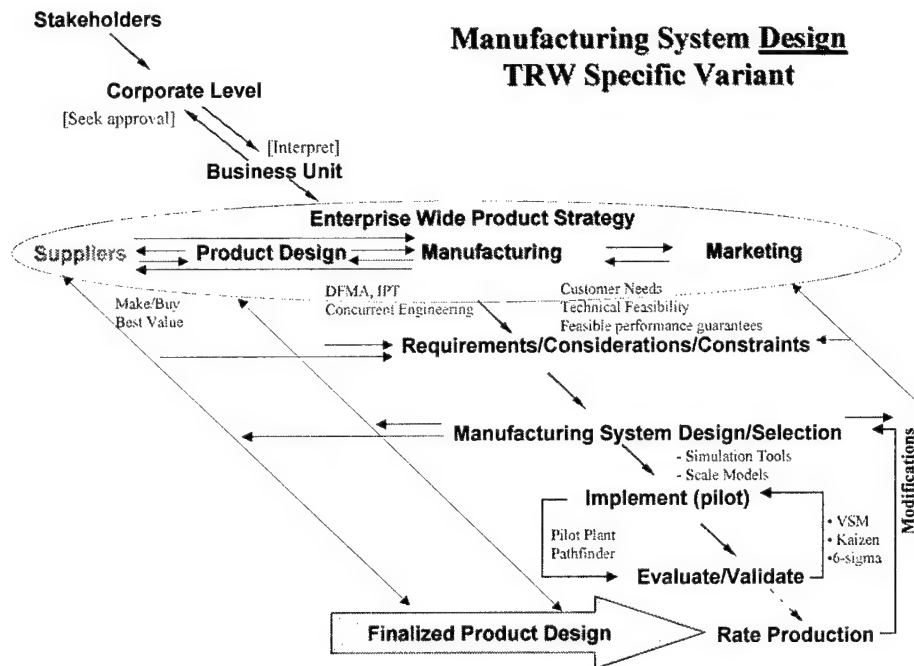 Stakeholders
Manufacturing System Design
TRW Specific Variant
Corporate Level
[Seek approval]
[Interpret]
Business Unit
Enterprise Wide Product Strategy
Suppliers
Product Design
Manufacturing
Marketing
Make/Buy
Best Value
DFMA, IPT
Concurrent Engineering
Customer Needs
Technical Feasibility
Feasible performance guarantees
Requirements/Considerations/Constraints
Manufacturing System Design/Selection
- Simulation Tools
- Scale Models
Implement (pilot)
Pilot Plant
Pathfinder
• VSM
• Kaizen
•6-sigma
Modifications
Evaluate/Validate
Finalized Product Design
Rate Production